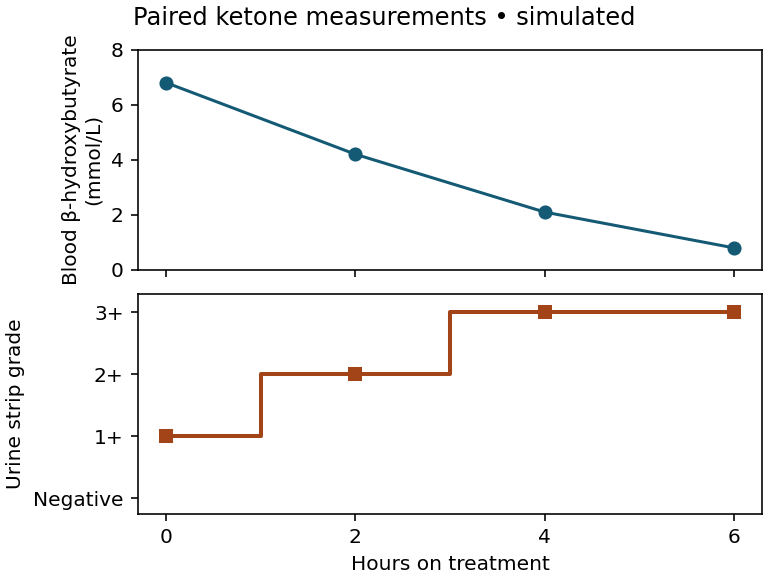 Paired ketone measurements • simulated
Blood β-hydroxybutyrate
(mmol/L)
8
6
4
2
0
Urine strip grade
3+
2+
1+
Negative
0
2
4
6
Hours on treatment